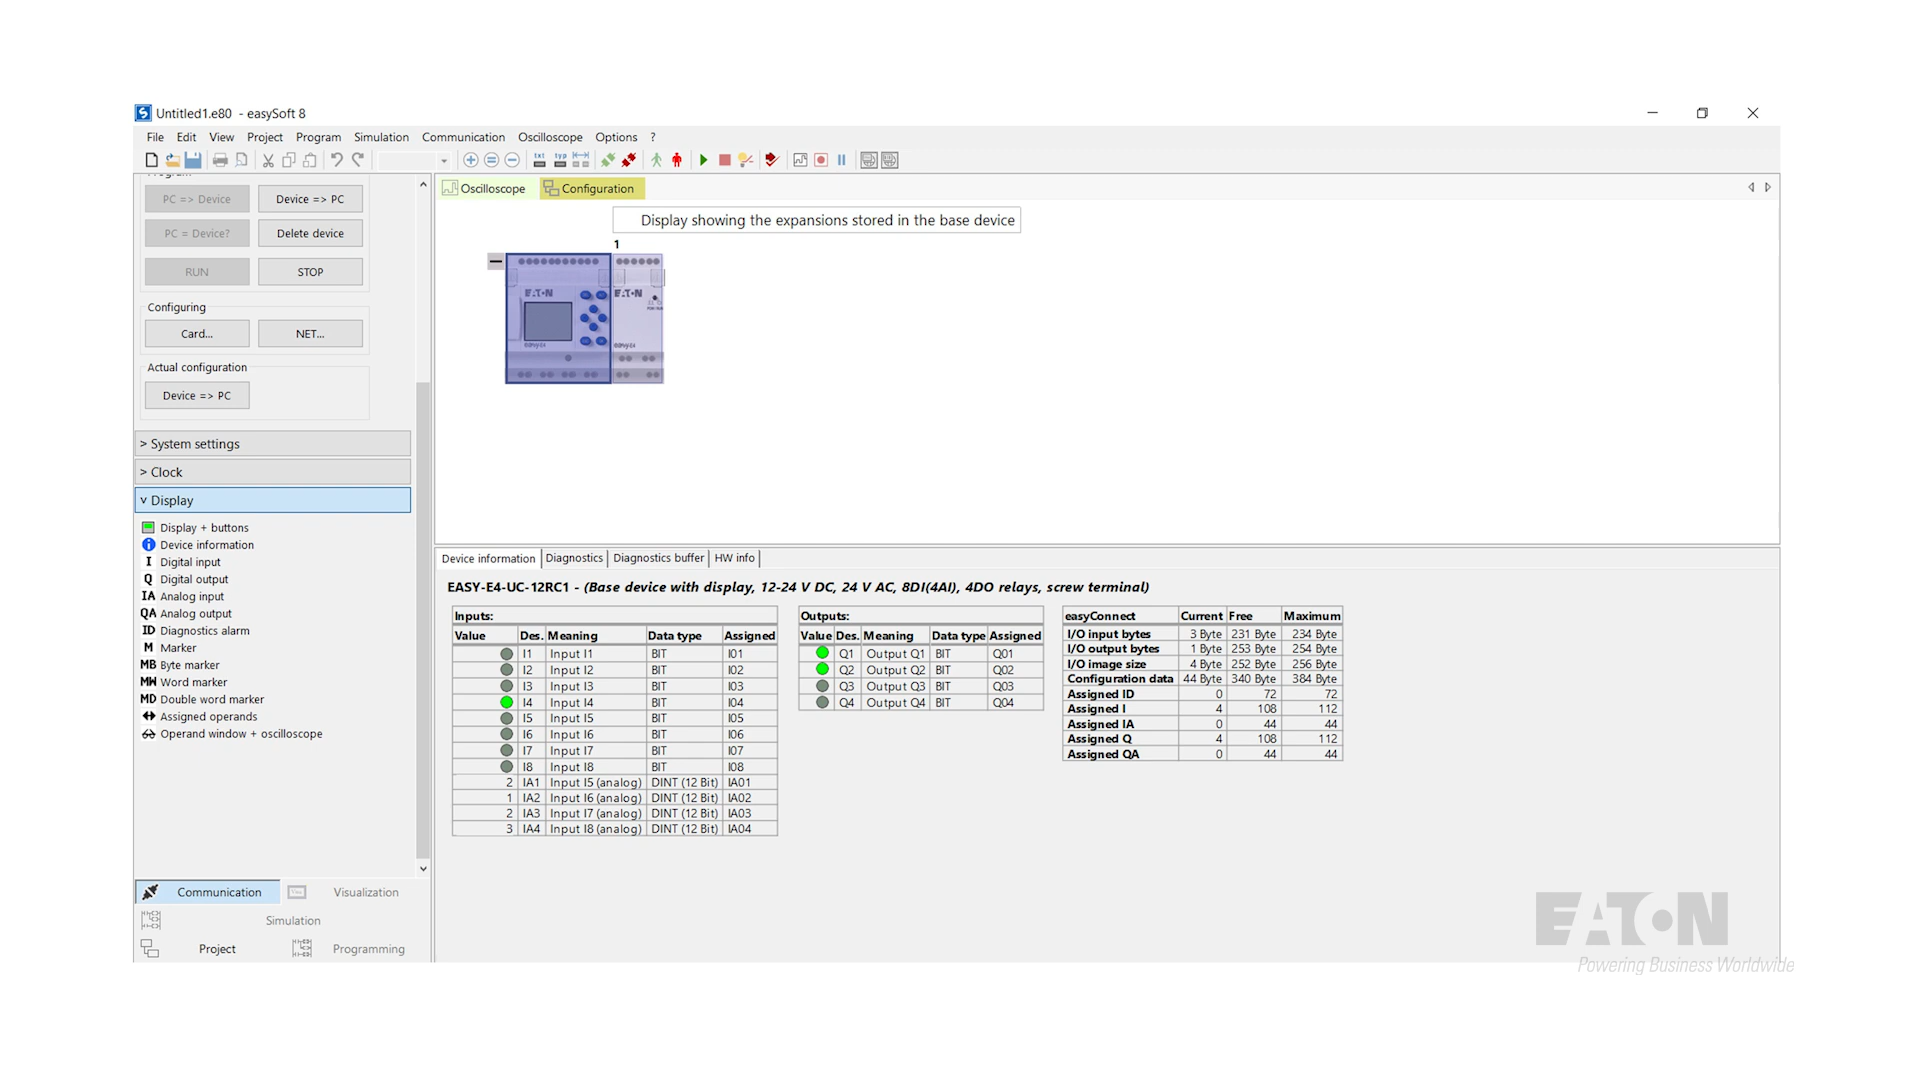 Untitled1.e80 - easySoft 8
File Edit View Project Program Simulation Communication Oscilloscope Options ?
PC => Device Device => PC
PC = Device? Delete device
RUN STOP
Configuring
Card... NET...
Actual configuration
Device => PC
> System settings
> Clock
v Display
Display + buttons
Device information
I Digital input
Q Digital output
IA Analog input
QA Analog output
ID Diagnostics alarm
M Marker
MB Byte marker
MW Word marker
MD Double word marker
Assigned operands
Operand window + oscilloscope
Communication Visualization
Simulation
Project Programming
Oscilloscope Configuration
Display showing the expansions stored in the base device
1
EATON EATON
easyE4 easyE4
Device information Diagnostics Diagnostics buffer HW info
EASY-E4-UC-12RC1 - (Base device with display, 12-24 V DC, 24 V AC, 8DI(4AI), 4DO relays, screw terminal)
Inputs:
Value Des. Meaning Data type Assigned
I1 Input I1 BIT I01
I2 Input I2 BIT I02
I3 Input I3 BIT I03
I4 Input I4 BIT I04
I5 Input I5 BIT I05
I6 Input I6 BIT I06
I7 Input I7 BIT I07
I8 Input I8 BIT I08
2 IA1 Input I5 (analog) DINT (12 Bit) IA01
1 IA2 Input I6 (analog) DINT (12 Bit) IA02
2 IA3 Input I7 (analog) DINT (12 Bit) IA03
3 IA4 Input I8 (analog) DINT (12 Bit) IA04
Outputs:
Value Des. Meaning Data type Assigned
Q1 Output Q1 BIT Q01
Q2 Output Q2 BIT Q02
Q3 Output Q3 BIT Q03
Q4 Output Q4 BIT Q04
easyConnect Current Free Maximum
I/O input bytes 3 Byte 231 Byte 234 Byte
I/O output bytes 1 Byte 253 Byte 254 Byte
I/O image size 4 Byte 252 Byte 256 Byte
Configuration data 44 Byte 340 Byte 384 Byte
Assigned ID 0 72 72
Assigned I 4 108 112
Assigned IA 0 44 44
Assigned Q 4 108 112
Assigned QA 0 44 44
EATON
Powering Business Worldwide